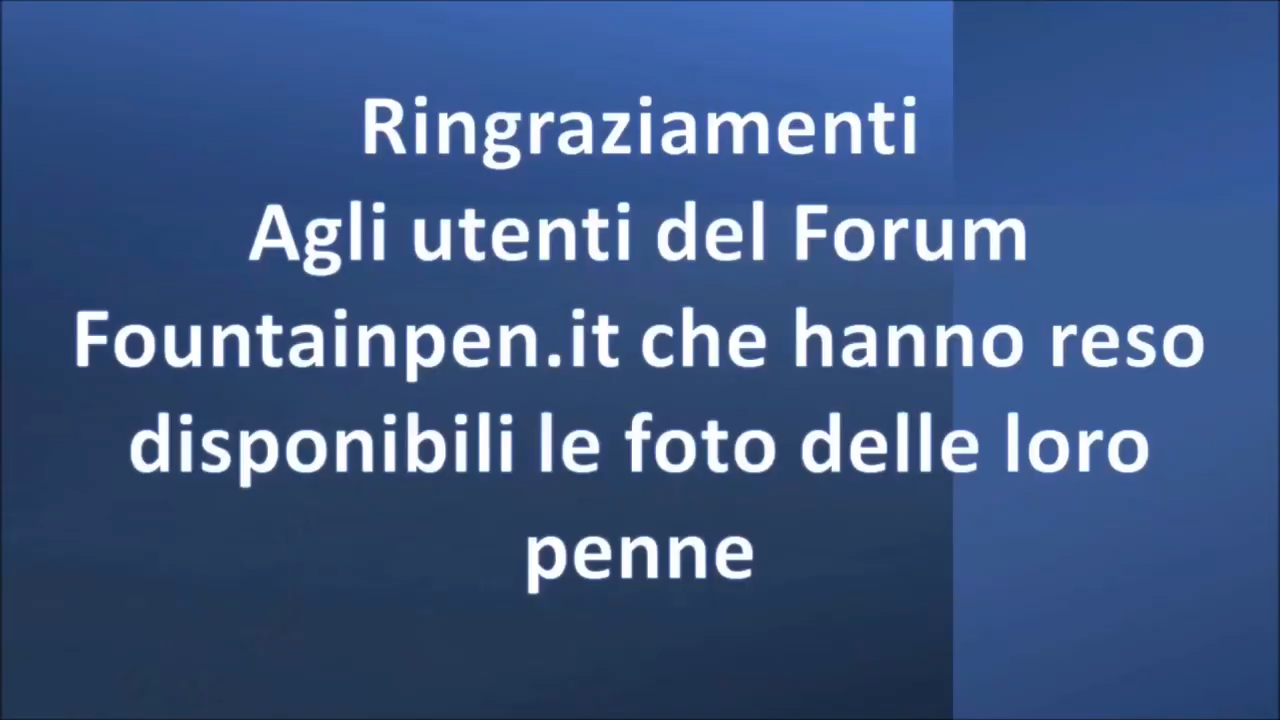 Ringraziamenti
Agli utenti del Forum
Fountainpen.it che hanno reso
disponibili le foto delle loro
penne